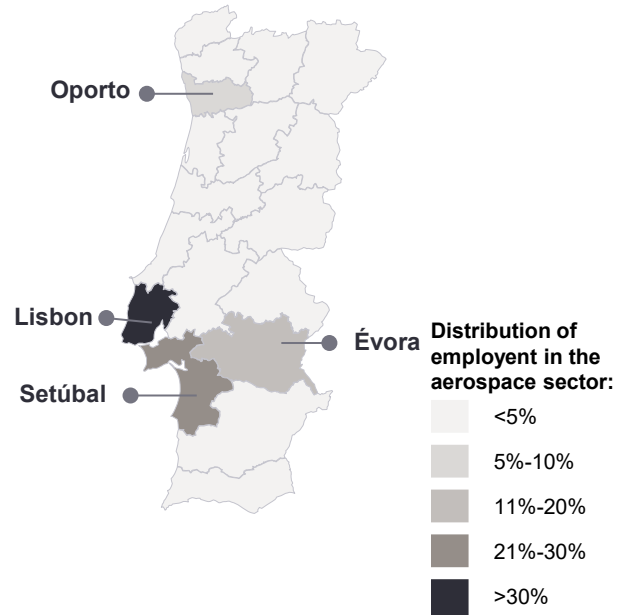 Oporto
Lisbon
Évora
Setúbal
Distribution of
employent in the
aerospace sector:
<5%
5%-10%
11%-20%
21%-30%
>30%